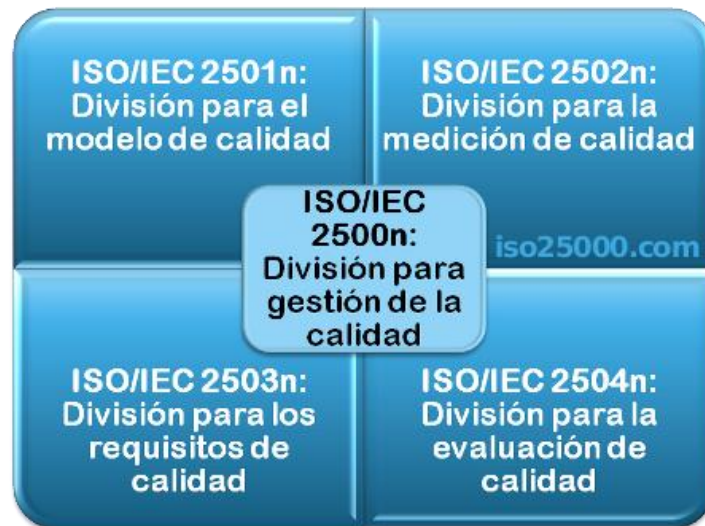 ISO/IEC 2501n:
División para el
modelo de calidad
ISO/IEC 2502n:
División para la
medición de calidad
ISO/IEC
2500n:
División para
gestión de la
calidad
iso25000.com
ISO/IEC 2503n:
División para los
requisitos de
calidad
ISO/IEC 2504n:
División para la
evaluación de
calidad